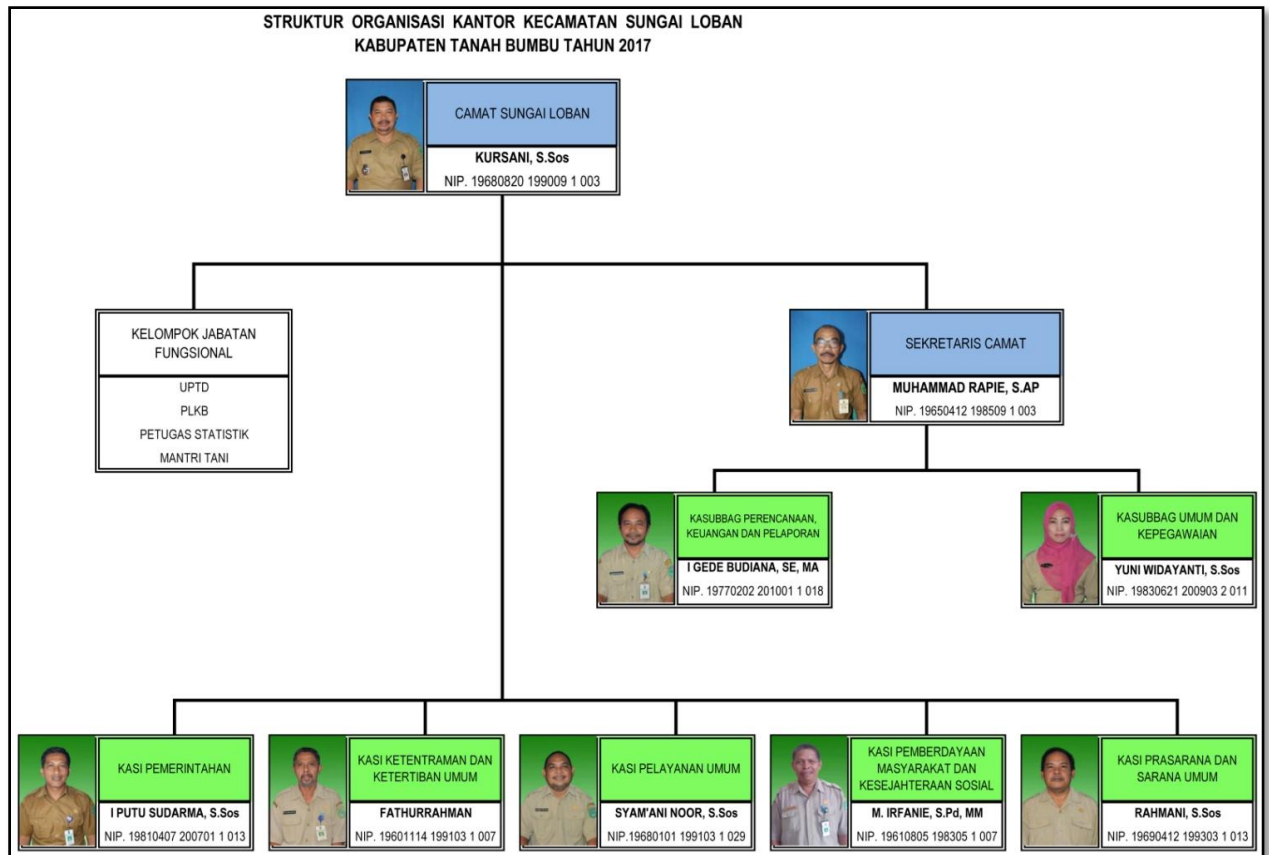 STRUKTUR ORGANISASI KANTOR KECAMATAN SUNGAI LOBAN
KABUPATEN TANAH BUMBU TAHUN 2017
CAMAT SUNGAI LOBAN
KURSANI, S.Sos
NIP. 19680820 199009 1 003
KELOMPOK JABATAN
FUNGSIONAL
UPTD
PLKB
PETUGAS STATISTIK
MANTRI TANI
SEKRETARIS CAMAT
MUHAMMAD RAPIE, S.AP
NIP. 19650412 198509 1 003
KASUBBAG PERENCANAAN,
KEUANGAN DAN PELAPORAN
I GEDE BUDIANA, SE, MA
NIP. 19770202 201001 1 018
KASUBBAG UMUM DAN
KEPEGAWAIAN
YUNI WIDAYANTI, S.Sos
NIP. 19830621 200903 2 011
KASI PEMERINTAHAN
I PUTU SUDARMA, S.Sos
NIP. 19810407 200701 1 013
KASI KETENTRAMAN DAN
KETERTIBAN UMUM
FATHURRAHMAN
NIP. 19601114 199103 1 007
KASI PELAYANAN UMUM
SYAM'ANI NOOR, S.Sos
NIP.19680101 199103 1 029
KASI PEMBERDAYAAN
MASYARAKAT DAN
KESEJAHTERAAN SOSIAL
M. IRFANIE, S.Pd, MM
NIP. 19610805 198305 1 007
KASI PRASARANA DAN
SARANA UMUM
RAHMANI, S.Sos
NIP. 19690412 199303 1 013